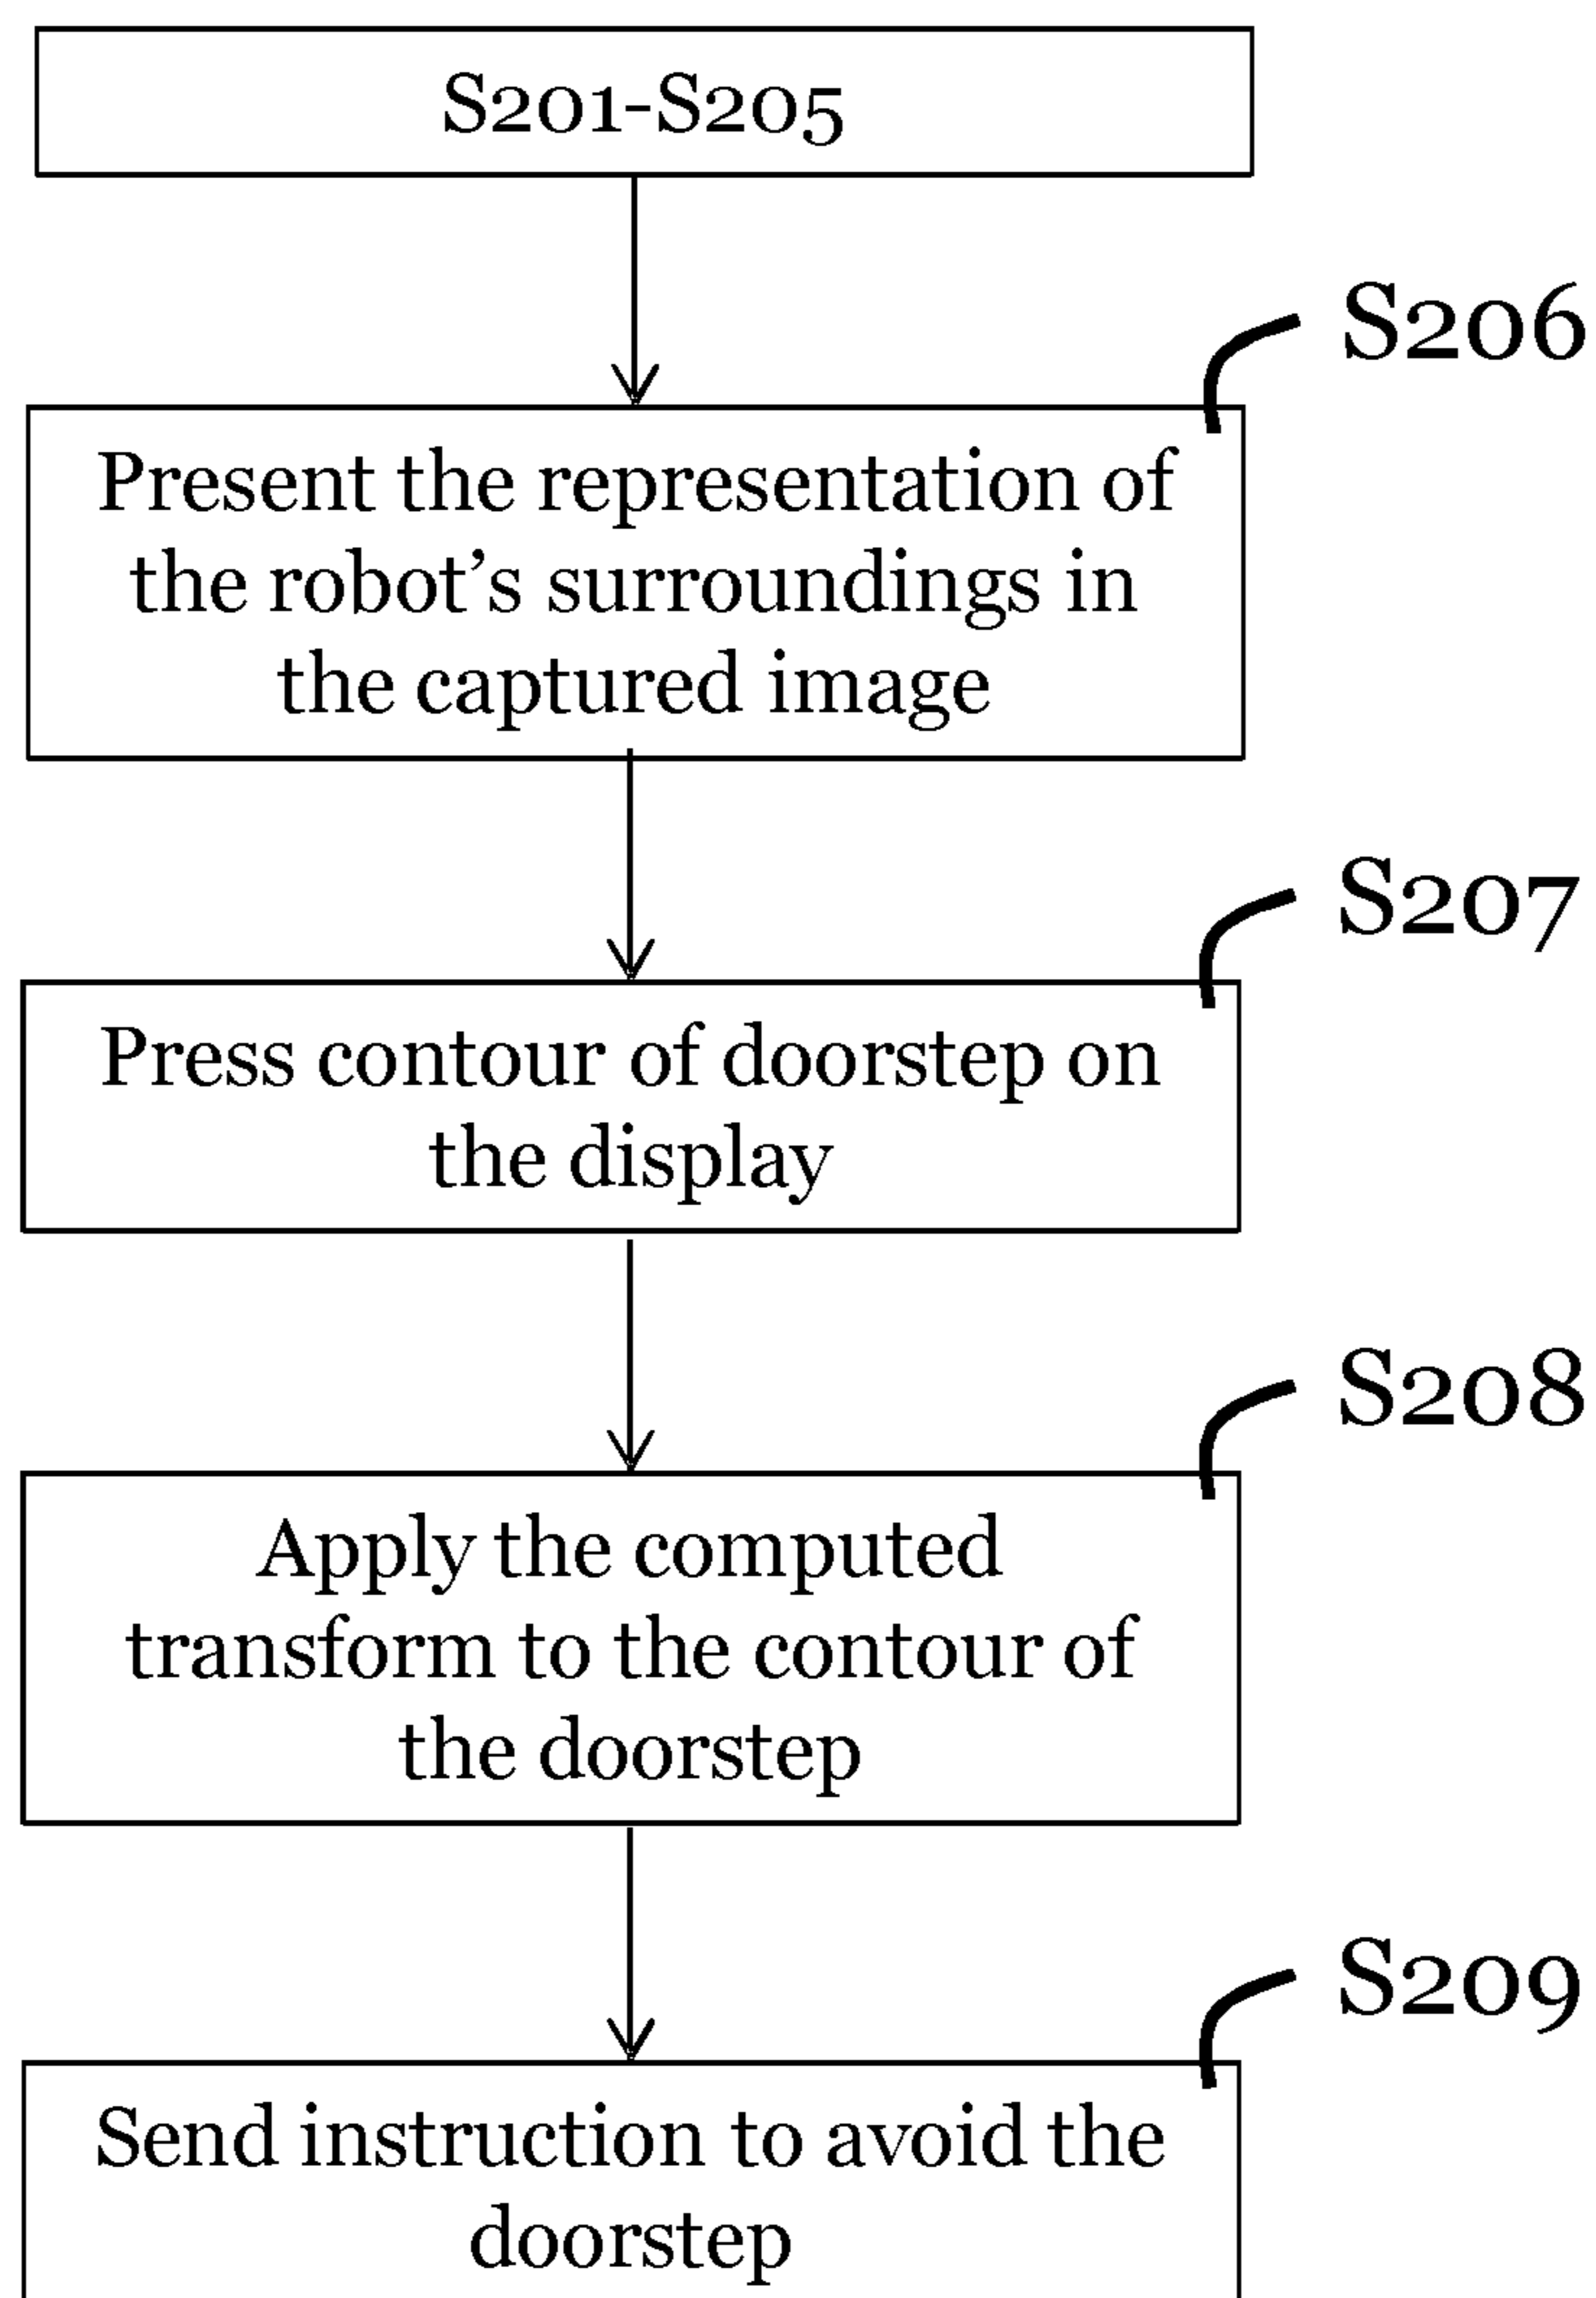 S201-S205
S206
Present the representation of
the robot’s surroundings in
the captured image
S207
Press contour of doorstep on
the display
S208
Apply the computed
transform to the contour of
the doorstep
S209
Send instruction to avoid the
doorstep